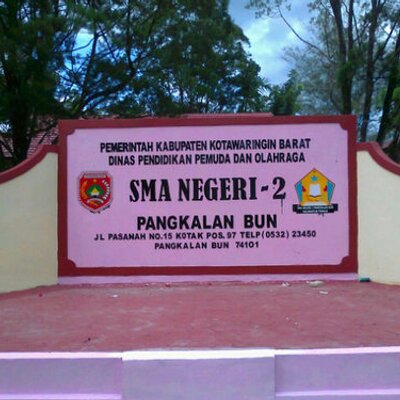 PEMERINTAH KABUPATEN KOTAWARINGIN BARAT
DINAS PENDIDIKAN PEMUDA DAN OLAHRAGA
SMA NEGERI - 2
PANGKALAN BUN
JL PASANAH NO.15 KOTAK POS. 97 TELP (0532) 23450
PANGKALAN BUN 74101